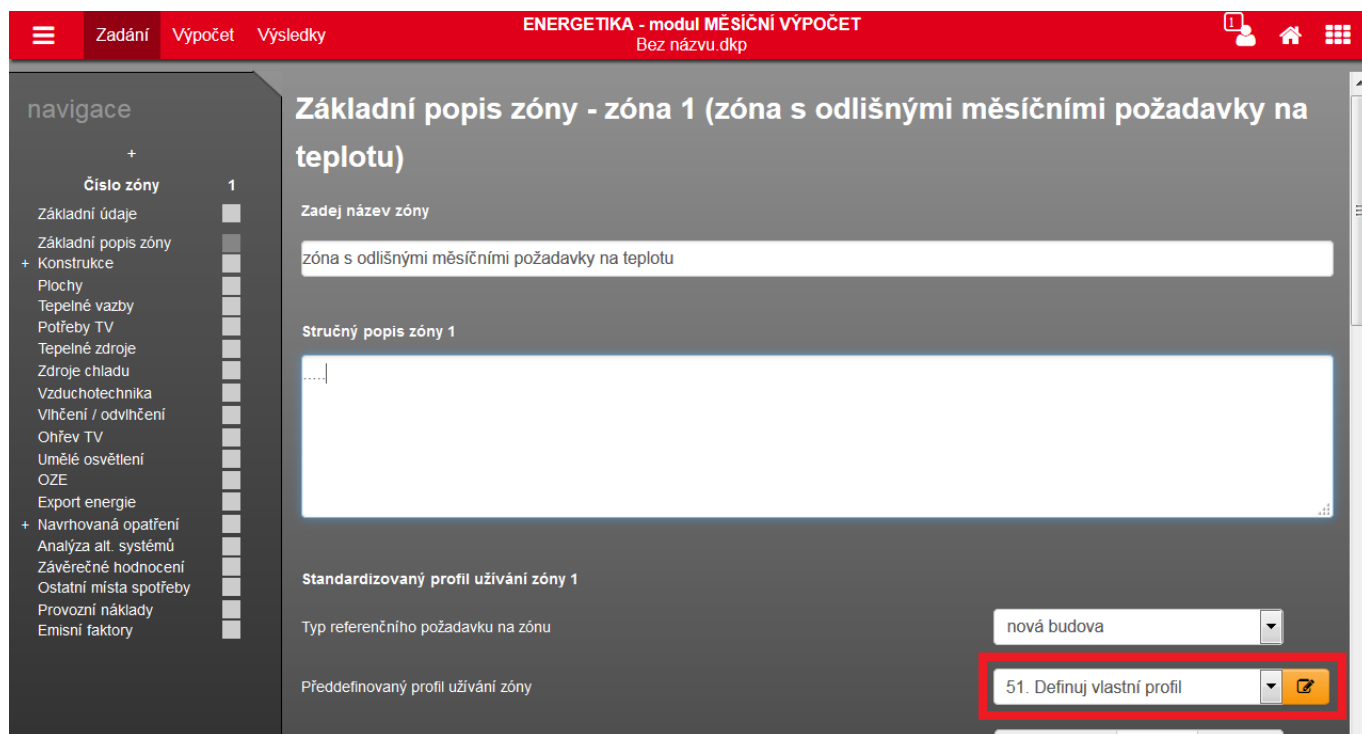 Zadání Výpočet Výsledky
ENERGETIKA - modul MĚSÍČNÍ VÝPOČET
Bez názvu.dkp
1
navigace
+
Číslo zóny 1
Základní údaje
Základní popis zóny
+ Konstrukce
Plochy
Tepelné vazby
Potřeby TV
Tepelné zdroje
Zdroje chladu
Vzduchotechnika
Vlhčení / odvlhčení
Ohřev TV
Umělé osvětlení
OZE
Export energie
+ Navrhovaná opatření
Analýza alt. systémů
Závěrečné hodnocení
Ostatní místa spotřeby
Provozní náklady
Emisní faktory
Základní popis zóny - zóna 1 (zóna s odlišnými měsíčními požadavky na
teplotu)
Zadej název zóny
zóna s odlišnými měsíčními požadavky na teplotu
Stručný popis zóny 1
.....
Standardizovaný profil užívání zóny 1
Typ referenčního požadavku na zónu
nová budova
Předdefinovaný profil užívání zóny
51. Definuj vlastní profil